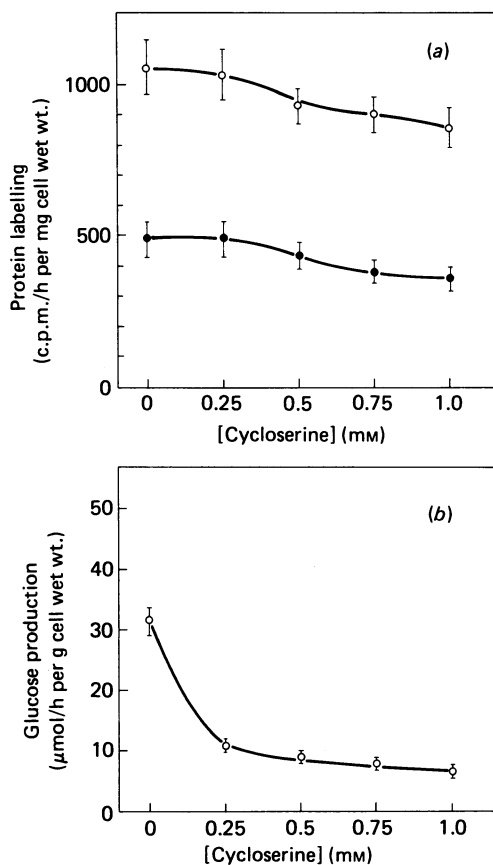 (a)
Protein labelling
(c.p.m./h per mg cell wet wt.)
1000
500
0
0 0.25 0.5 0.75 1.0
[Cycloserine] (mM)
(b)
Glucose production
(μmol/h per g cell wet wt.)
50
40
30
20
10
0
0 0.25 0.5 0.75 1.0
[Cycloserine] (mM)